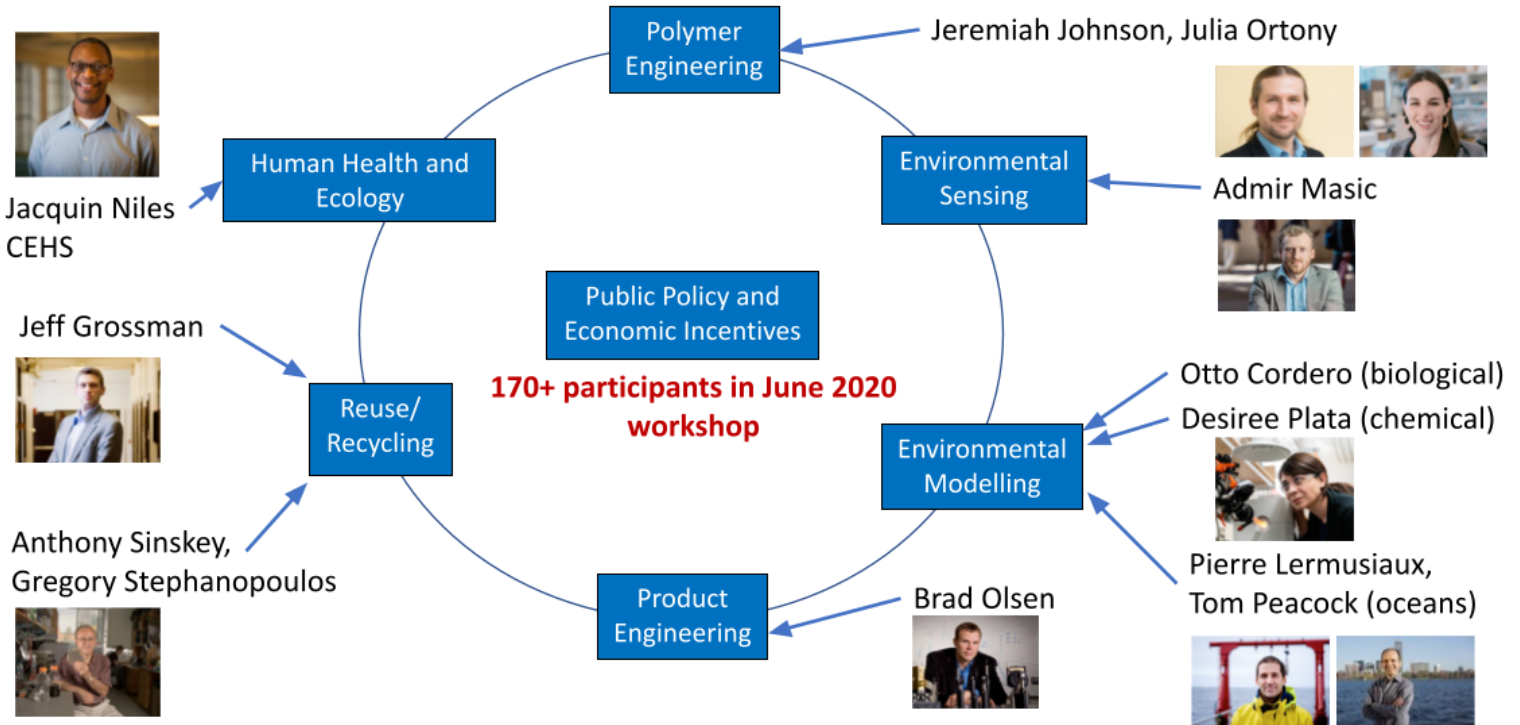 Polymer
Engineering
Jeremiah Johnson, Julia Ortony
Human Health and
Ecology
Environmental
Sensing
Jacquin Niles
CEHS
Admir Masic
Public Policy and
Economic Incentives
Jeff Grossman
170+ participants in June 2020
workshop
Otto Cordero (biological)
Desiree Plata (chemical)
Reuse/
Recycling
Environmental
Modelling
Anthony Sinskey,
Gregory Stephanopoulos
Pierre Lermusiaux,
Tom Peacock (oceans)
Product
Engineering
Brad Olsen